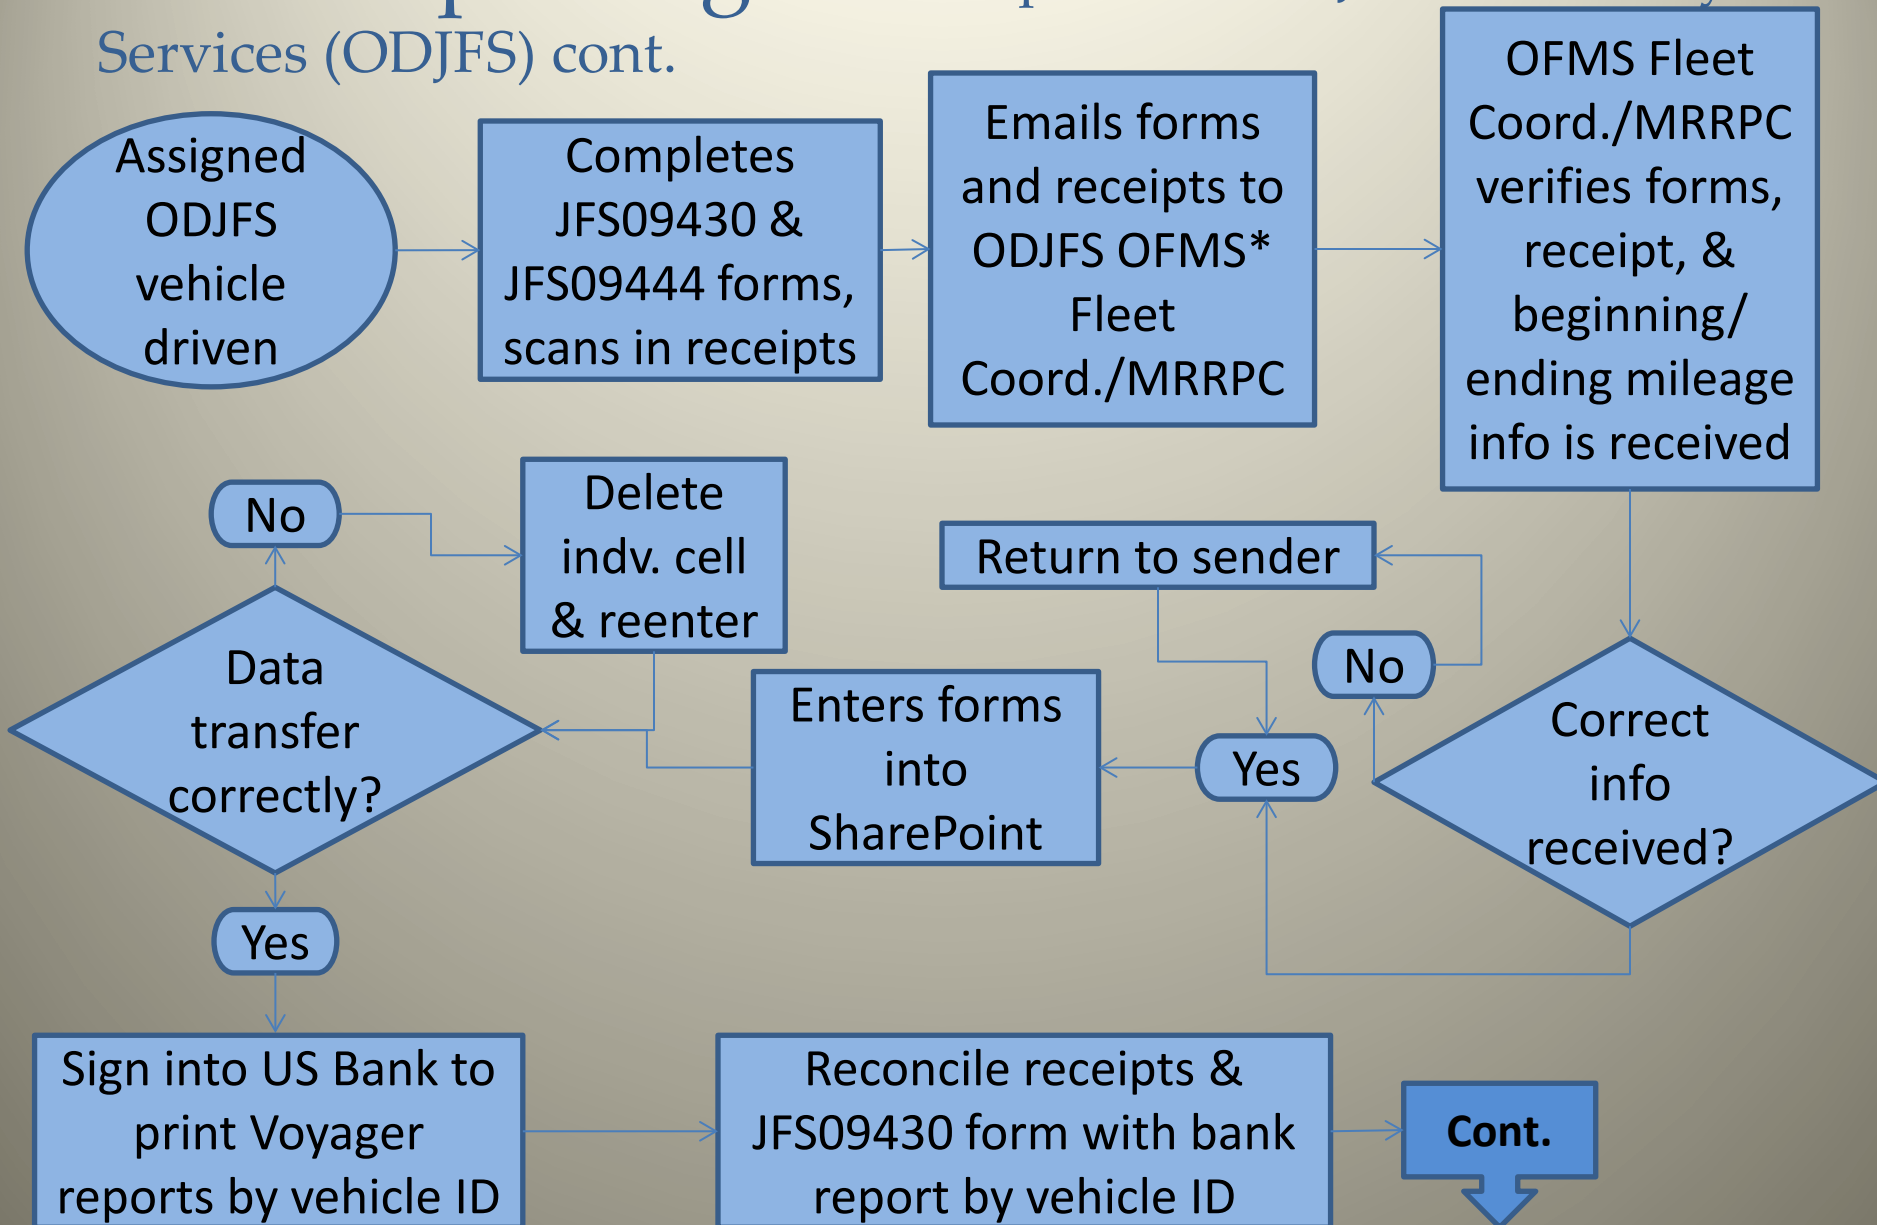 Services (ODJFS) cont.
Assigned
ODJFS
vehicle
driven
Completes
JFS09430 &
JFS09444 forms,
scans in receipts
Emails forms
and receipts to
ODJFS OFMS*
Fleet
Coord./MRRPC
OFMS Fleet
Coord./MRRPC
verifies forms,
receipt, &
beginning/
ending mileage
info is received
Correct
info
received?
No
Return to sender
Yes
Enters forms
into
SharePoint
Data
transfer
correctly?
No
Delete
indv. cell
& reenter
Yes
Sign into US Bank to
print Voyager
reports by vehicle ID
Reconcile receipts &
JFS09430 form with bank
report by vehicle ID
Cont.